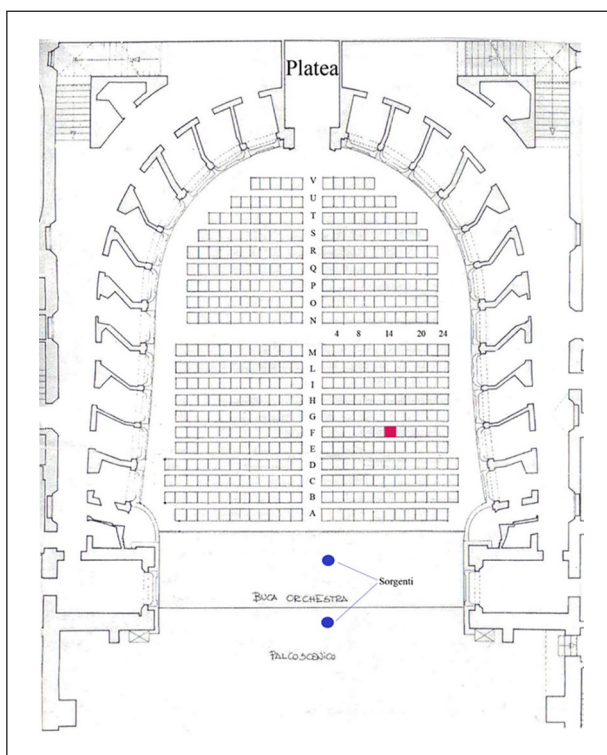 Platea
V
U
T
S
R
Q
P
O
N
4 8 14 20 24
M
L
I
H
G
F
E
D
C
B
A
Sorgenti
BUCA ORCHESTRA
PALCOSCENICO